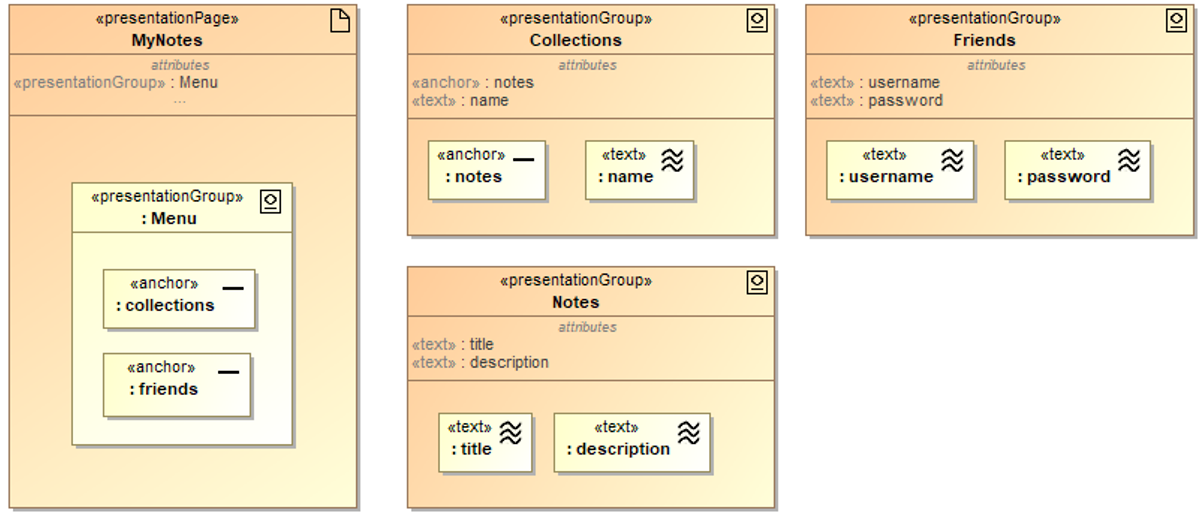 «presentationPage»
MyNotes
attributes
«presentationGroup» : Menu
...
«presentationGroup»
: Menu
«anchor»
: collections
«anchor»
: friends
«presentationGroup»
Collections
attributes
«anchor» : notes
«text» : name
«anchor»
: notes
«text»
: name
«presentationGroup»
Friends
attributes
«text» : username
«text» : password
«text»
: username
«text»
: password
«presentationGroup»
Notes
attributes
«text» : title
«text» : description
«text»
: title
«text»
: description